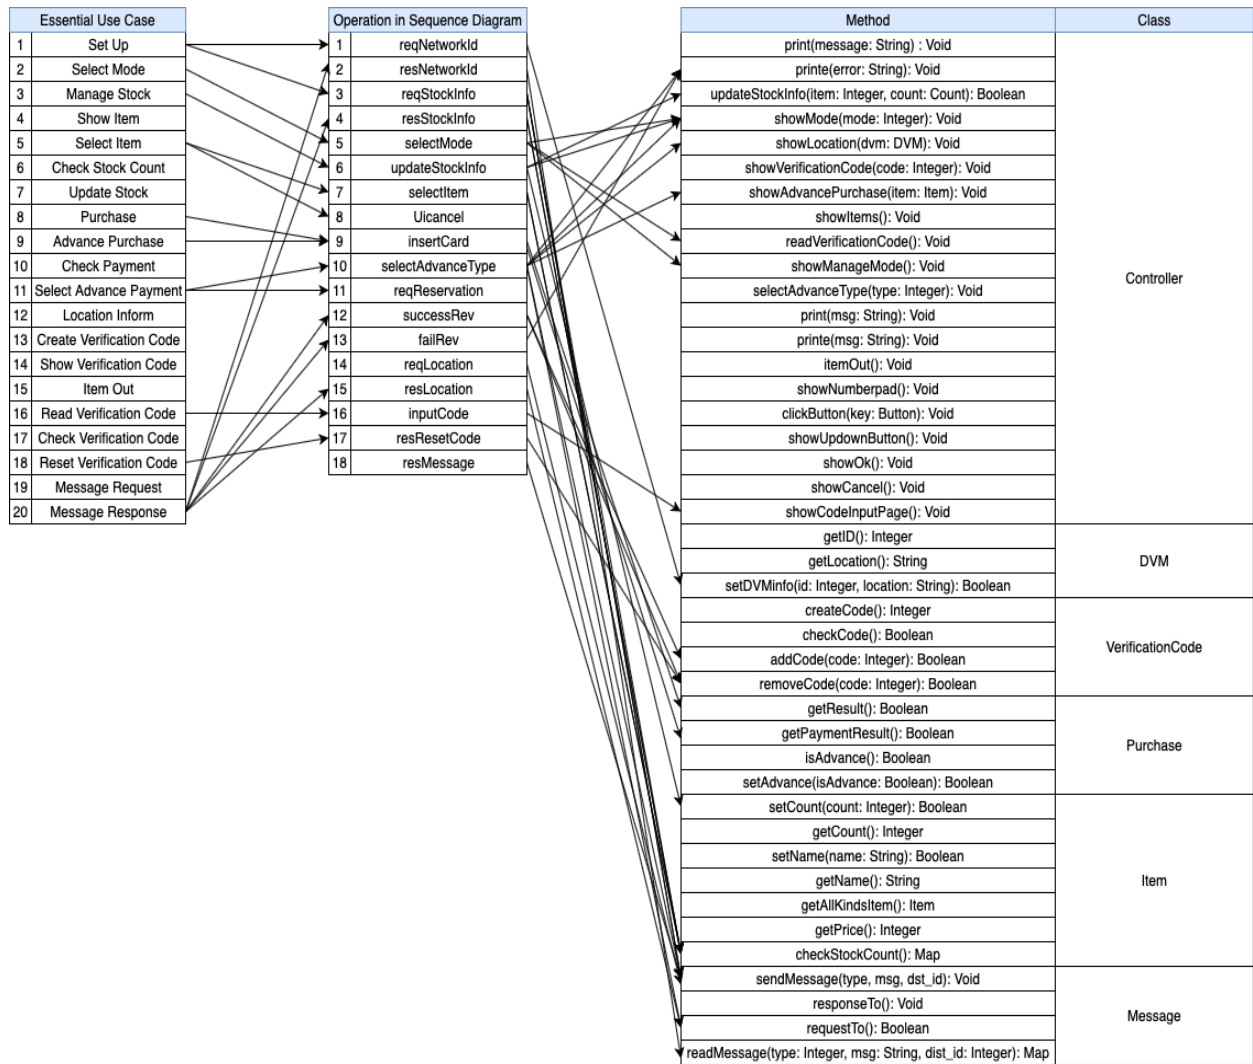 Essential Use Case
1 Set Up
2 Select Mode
3 Manage Stock
4 Show Item
5 Select Item
6 Check Stock Count
7 Update Stock
8 Purchase
9 Advance Purchase
10 Check Payment
11 Select Advance Payment
12 Location Inform
13 Create Verification Code
14 Show Verification Code
15 Item Out
16 Read Verification Code
17 Check Verification Code
18 Reset Verification Code
19 Message Request
20 Message Response
Operation in Sequence Diagram
1 reqNetworkId
2 resNetworkId
3 reqStockInfo
4 resStockInfo
5 selectMode
6 updateStockInfo
7 selectItem
8 Uicancel
9 insertCard
10 selectAdvanceType
11 reqReservation
12 successRev
13 failRev
14 reqLocation
15 resLocation
16 inputCode
17 resResetCode
18 resMessage
Method Class
print(message: String) : Void
printe(error: String): Void
updateStockInfo(item: Integer, count: Count): Boolean
showMode(mode: Integer): Void
showLocation(dvm: DVM): Void
showVerificationCode(code: Integer): Void
showAdvancePurchase(item: Item): Void
showItems(): Void
readVerificationCode(): Void
showManageMode(): Void
selectAdvanceType(type: Integer): Void
print(msg: String): Void
printe(msg: String): Void
itemOut(): Void
showNumberpad(): Void
clickButton(key: Button): Void
showUpdownButton(): Void
showOk(): Void
showCancel(): Void
showCodeInputPage(): Void
Controller
getID(): Integer
getLocation(): String
setDVMinfo(id: Integer, location: String): Boolean
DVM
createCode(): Integer
checkCode(): Boolean
addCode(code: Integer): Boolean
removeCode(code: Integer): Boolean
VerificationCode
getResult(): Boolean
getPaymentResult(): Boolean
isAdvance(): Boolean
setAdvance(isAdvance: Boolean): Boolean
Purchase
setCount(count: Integer): Boolean
getCount(): Integer
setName(name: String): Boolean
getName(): String
getAllKindsItem(): Item
getPrice(): Integer
checkStockCount(): Map
Item
sendMessage(type, msg, dst_id): Void
responseTo(): Void
requestTo(): Boolean
readMessage(type: Integer, msg: String, dist_id: Integer): Map
Message